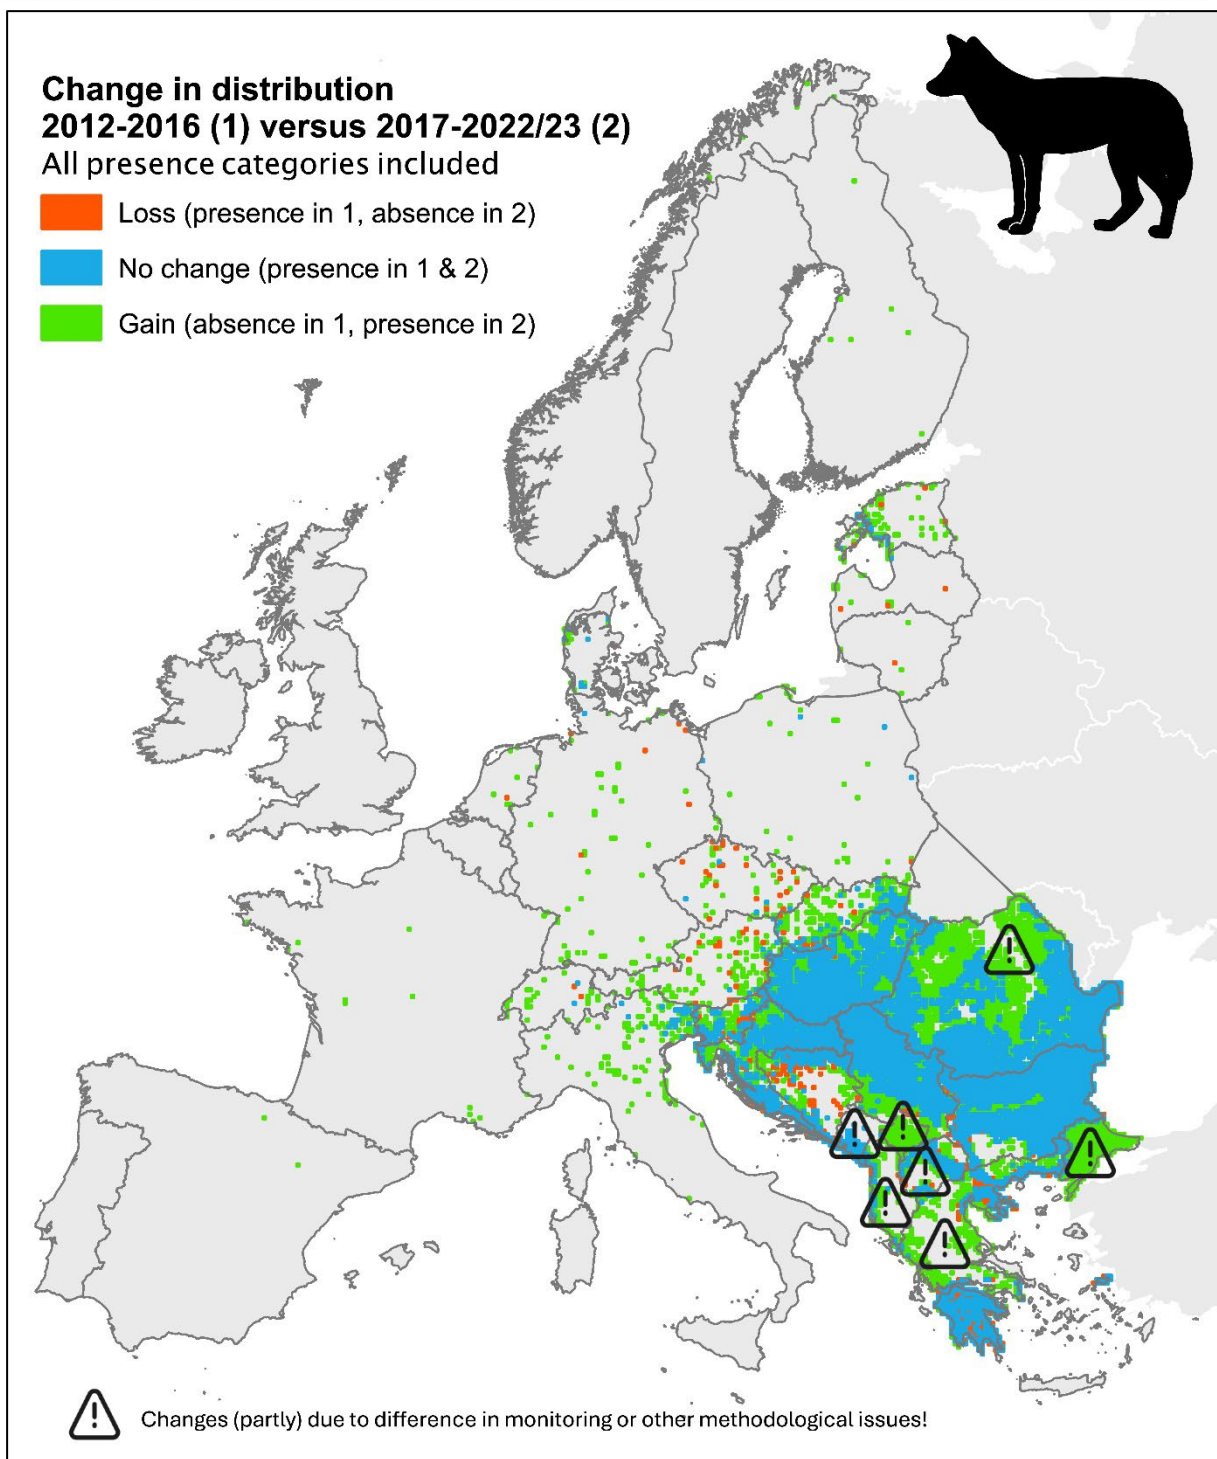 Change in distribution
2012-2016 (1) versus 2017-2022/23 (2)
All presence categories included
Loss (presence in 1, absence in 2)
No change (presence in 1 & 2)
Gain (absence in 1, presence in 2)
!
!
!
!
!
!
!
! Changes (partly) due to difference in monitoring or other methodological issues!